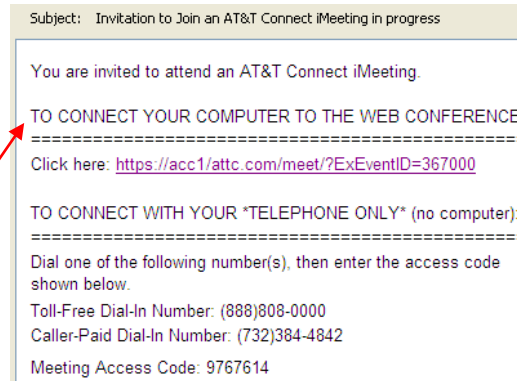 Subject: Invitation to Join an AT&T Connect iMeeting in progress
You are invited to attend an AT&T Connect iMeeting.
TO CONNECT YOUR COMPUTER TO THE WEB CONFERENCE
==================================================
Click here: https://acc1/attc.com/meet/?ExEventID=367000
TO CONNECT WITH YOUR *TELEPHONE ONLY* (no computer):
==================================================
Dial one of the following number(s), then enter the access code
shown below.
Toll-Free Dial-In Number: (888)808-0000
Caller-Paid Dial-In Number: (732)384-4842
Meeting Access Code: 9767614